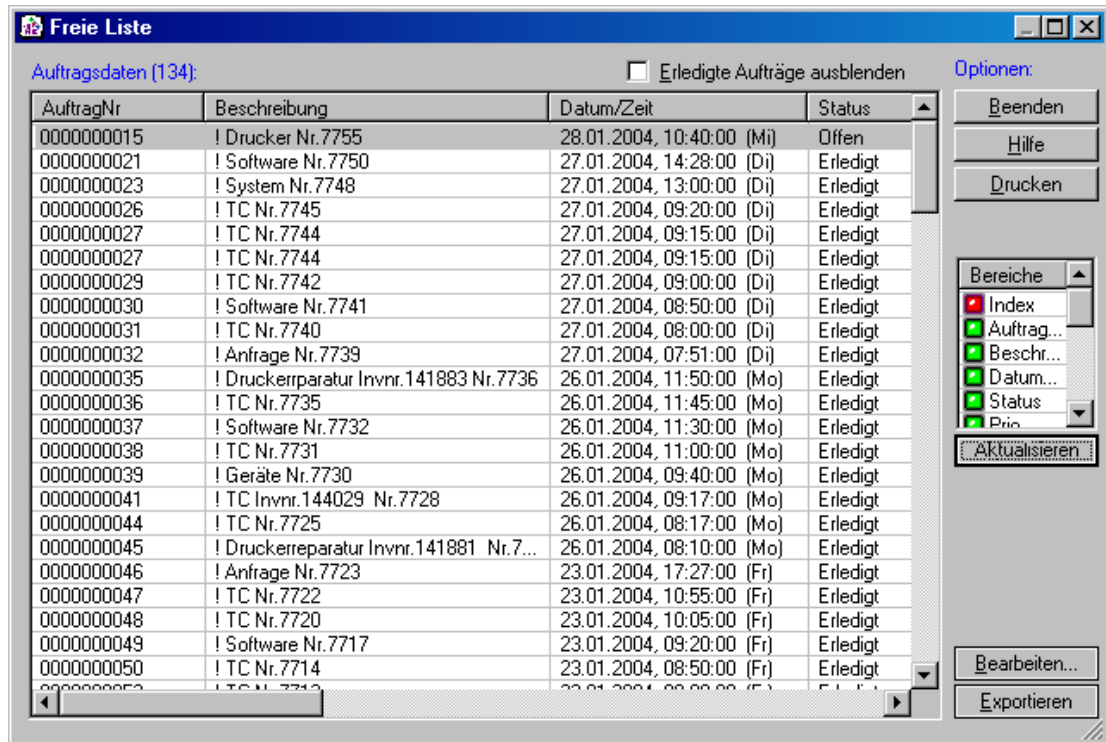 Freie Liste
Auftragsdaten (134):
Erledigte Aufträge ausblenden
Optionen:
AuftragNr Beschreibung Datum/Zeit Status
0000000015 ! Drucker Nr.7755 28.01.2004, 10:40:00 (Mi) Offen
0000000021 ! Software Nr.7750 27.01.2004, 14:28:00 (Di) Erledigt
0000000023 ! System Nr.7748 27.01.2004, 13:00:00 (Di) Erledigt
0000000026 ! TC Nr.7745 27.01.2004, 09:20:00 (Di) Erledigt
0000000027 ! TC Nr.7744 27.01.2004, 09:15:00 (Di) Erledigt
0000000027 ! TC Nr.7744 27.01.2004, 09:15:00 (Di) Erledigt
0000000029 ! TC Nr.7742 27.01.2004, 09:00:00 (Di) Erledigt
0000000030 ! Software Nr.7741 27.01.2004, 08:50:00 (Di) Erledigt
0000000031 ! TC Nr.7740 27.01.2004, 08:00:00 (Di) Erledigt
0000000032 ! Anfrage Nr.7739 27.01.2004, 07:51:00 (Di) Erledigt
0000000035 ! Druckerrparatur Invnr.141883 Nr.7736 26.01.2004, 11:50:00 (Mo) Erledigt
0000000036 ! TC Nr.7735 26.01.2004, 11:45:00 (Mo) Erledigt
0000000037 ! Software Nr.7732 26.01.2004, 11:30:00 (Mo) Erledigt
0000000038 ! TC Nr.7731 26.01.2004, 11:00:00 (Mo) Erledigt
0000000039 ! Geräte Nr.7730 26.01.2004, 09:40:00 (Mo) Erledigt
0000000041 ! TC Invnr.144029 Nr.7728 26.01.2004, 09:17:00 (Mo) Erledigt
0000000044 ! TC Nr.7725 26.01.2004, 08:17:00 (Mo) Erledigt
0000000045 ! Druckerreparatur Invnr.141881 Nr.7... 26.01.2004, 08:10:00 (Mo) Erledigt
0000000046 ! Anfrage Nr.7723 23.01.2004, 17:27:00 (Fr) Erledigt
0000000047 ! TC Nr.7722 23.01.2004, 10:55:00 (Fr) Erledigt
0000000048 ! TC Nr.7720 23.01.2004, 10:05:00 (Fr) Erledigt
0000000049 ! Software Nr.7717 23.01.2004, 09:20:00 (Fr) Erledigt
0000000050 ! TC Nr.7714 23.01.2004, 08:50:00 (Fr) Erledigt
Beenden
Hilfe
Drucken
Bereiche
Index
Auftrag...
Beschr...
Datum...
Status
Prio
Aktualisieren
Bearbeiten...
Exportieren